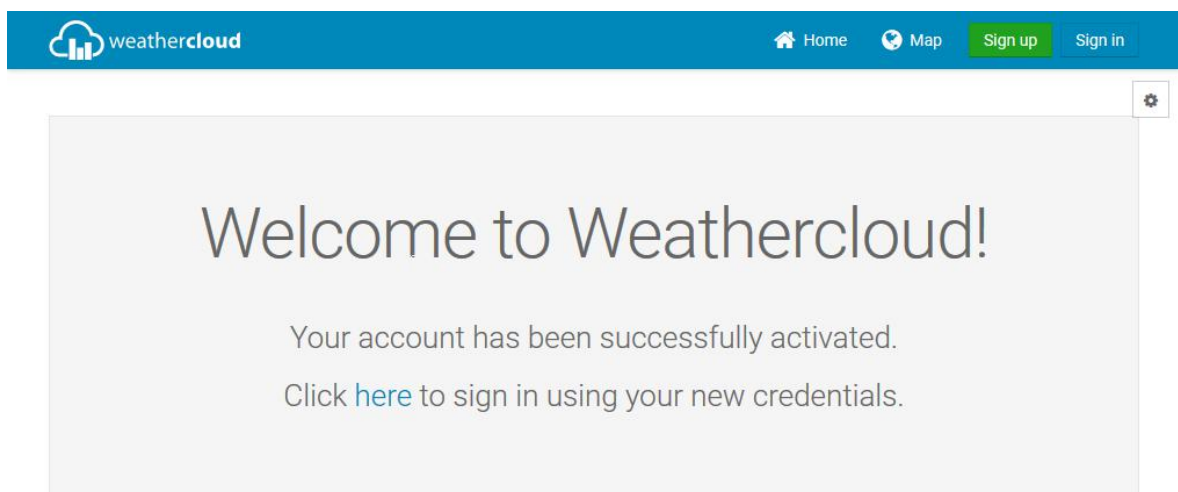 weathercloud
Home
Map
Sign up
Sign in
Welcome to Weathercloud!
Your account has been successfully activated.
Click here to sign in using your new credentials.